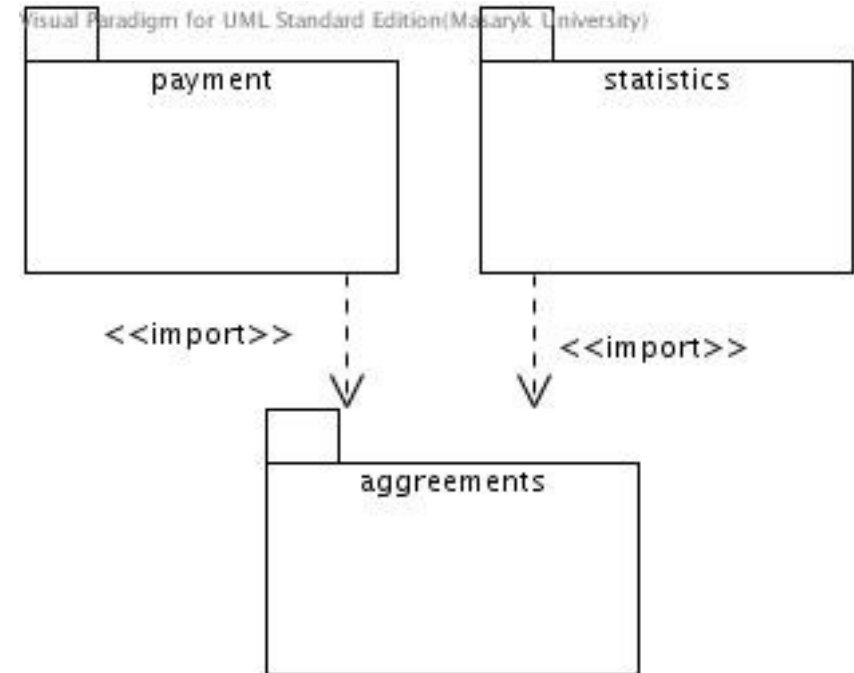 Visual Paradigm for UML Standard Edition(Masaryk University)
payment
statistics
<<import>>
<<import>>
aggreements